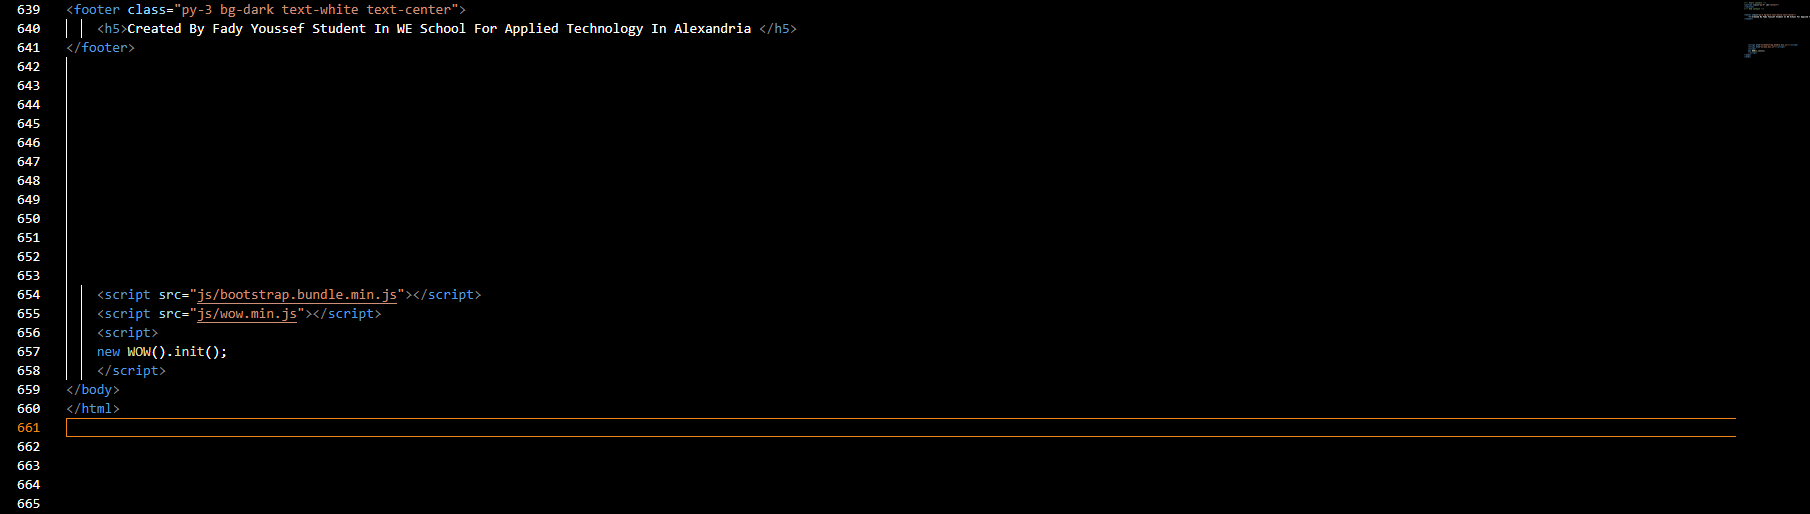 639 <footer class="py-3 bg-dark text-white text-center">
640 <h5>Created By Fady Youssef Student In WE School For Applied Technology In Alexandria </h5>
641 </footer>
642
643
644
645
646
647
648
649
650
651
652
653
654 <script src="js/bootstrap.bundle.min.js"></script>
655 <script src="js/wow.min.js"></script>
656 <script>
657 new WOW().init();
658 </script>
659 </body>
660 </html>
661
662
663
664
665